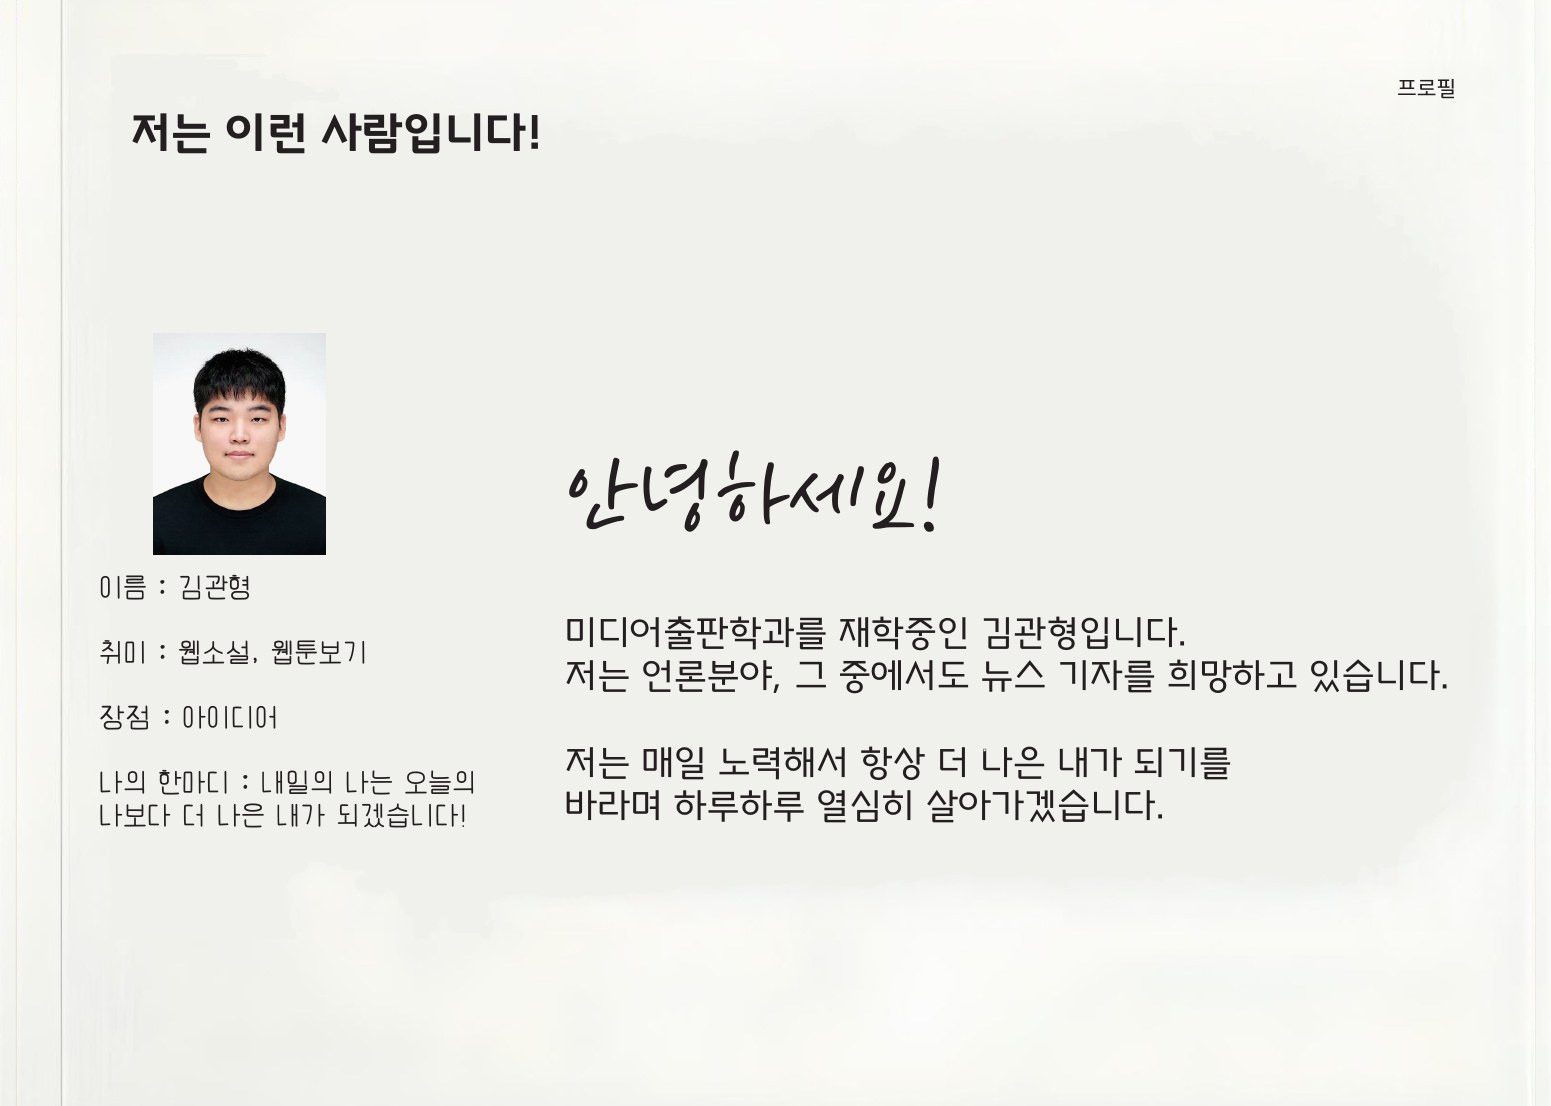 프로필
저는 이런 사람입니다!
이름 : 김관형
취미 : 웹소설, 웹툰보기
장점 : 아이디어
나의 한마디 : 내일의 나는 오늘의
나보다 더 나은 내가 되겠습니다!
안녕하세요!
미디어출판학과를 재학중인 김관형입니다.
저는 언론분야, 그 중에서도 뉴스 기자를 희망하고 있습니다.
저는 매일 노력해서 항상 더 나은 내가 되기를
바라며 하루하루 열심히 살아가겠습니다.